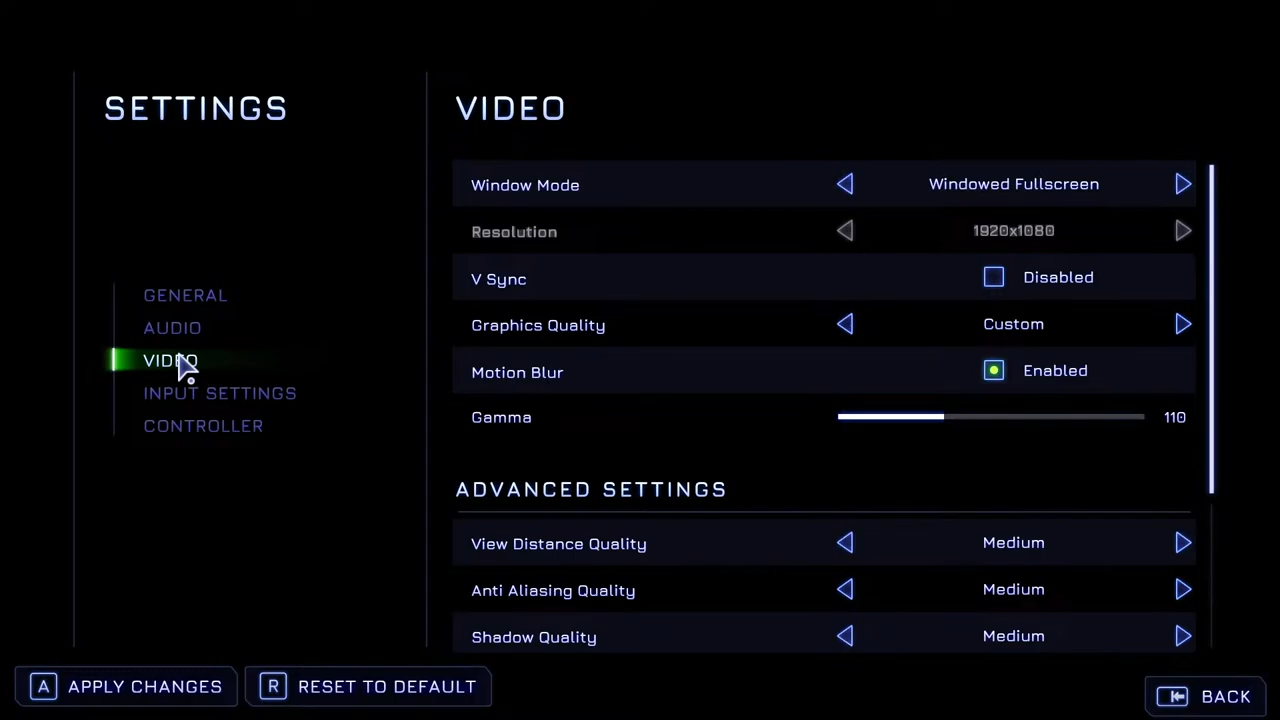 SETTINGS
GENERAL
AUDIO
VIDEO
INPUT SETTINGS
CONTROLLER
VIDEO
Window Mode Windowed Fullscreen
Resolution 1920x1080
V Sync Disabled
Graphics Quality Custom
Motion Blur Enabled
Gamma 110
ADVANCED SETTINGS
View Distance Quality Medium
Anti Aliasing Quality Medium
Shadow Quality Medium
A APPLY CHANGES
R RESET TO DEFAULT
BACK